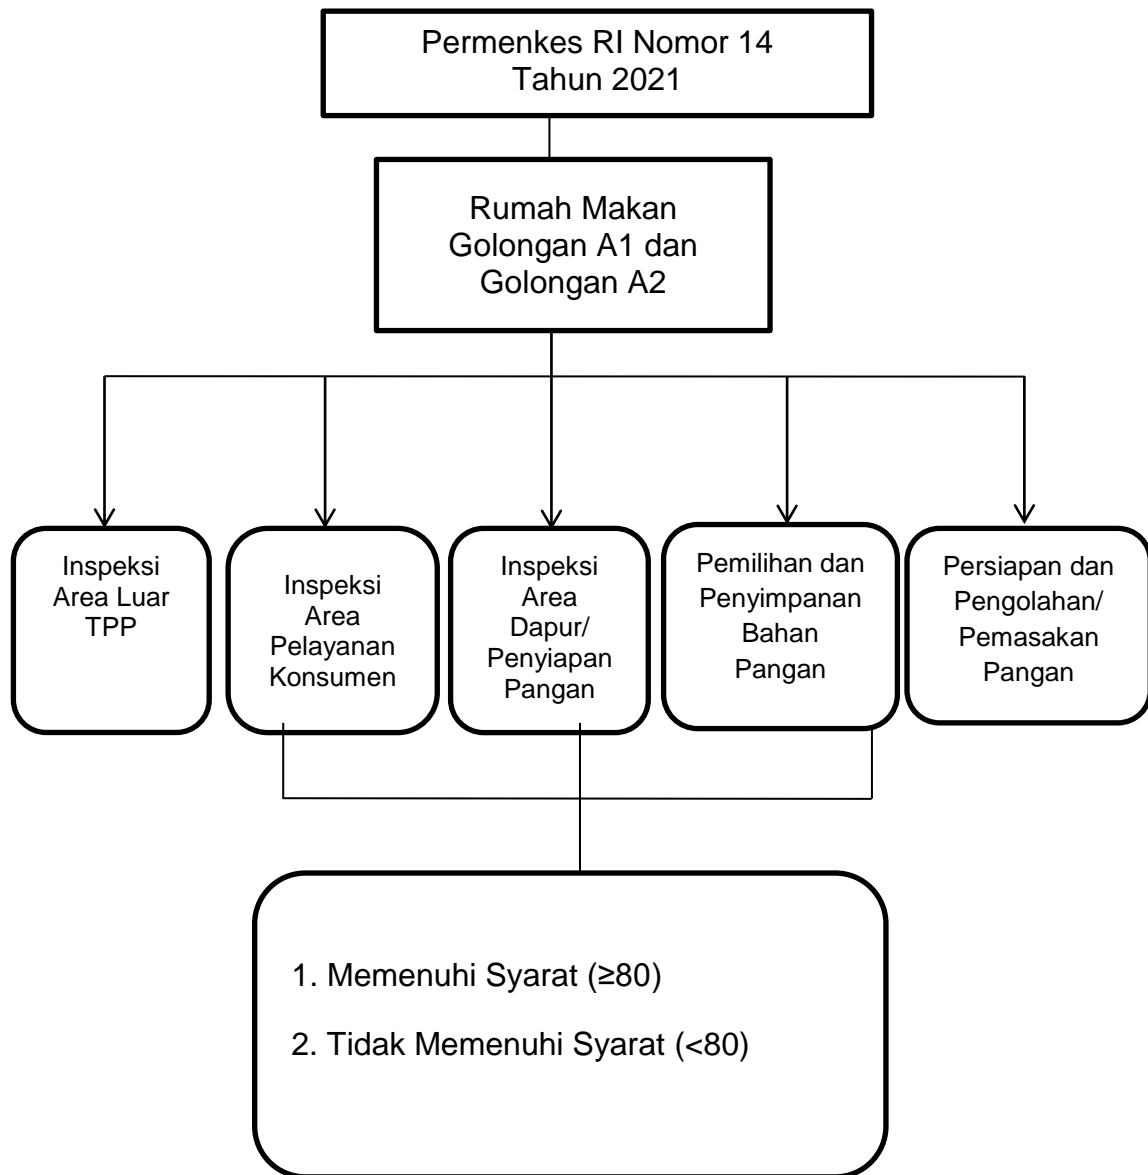 Permenkes RI Nomor 14
Tahun 2021
Rumah Makan
Golongan A1 dan
Golongan A2
Inspeksi
Area Luar
TPP
Inspeksi
Area
Pelayanan
Konsumen
Inspeksi
Area
Dapur/
Penyiapan
Pangan
Pemilihan dan
Penyimpanan
Bahan
Pangan
Persiapan dan
Pengolahan/
Pemasakan
Pangan
1. Memenuhi Syarat (≥80)
2. Tidak Memenuhi Syarat (<80)